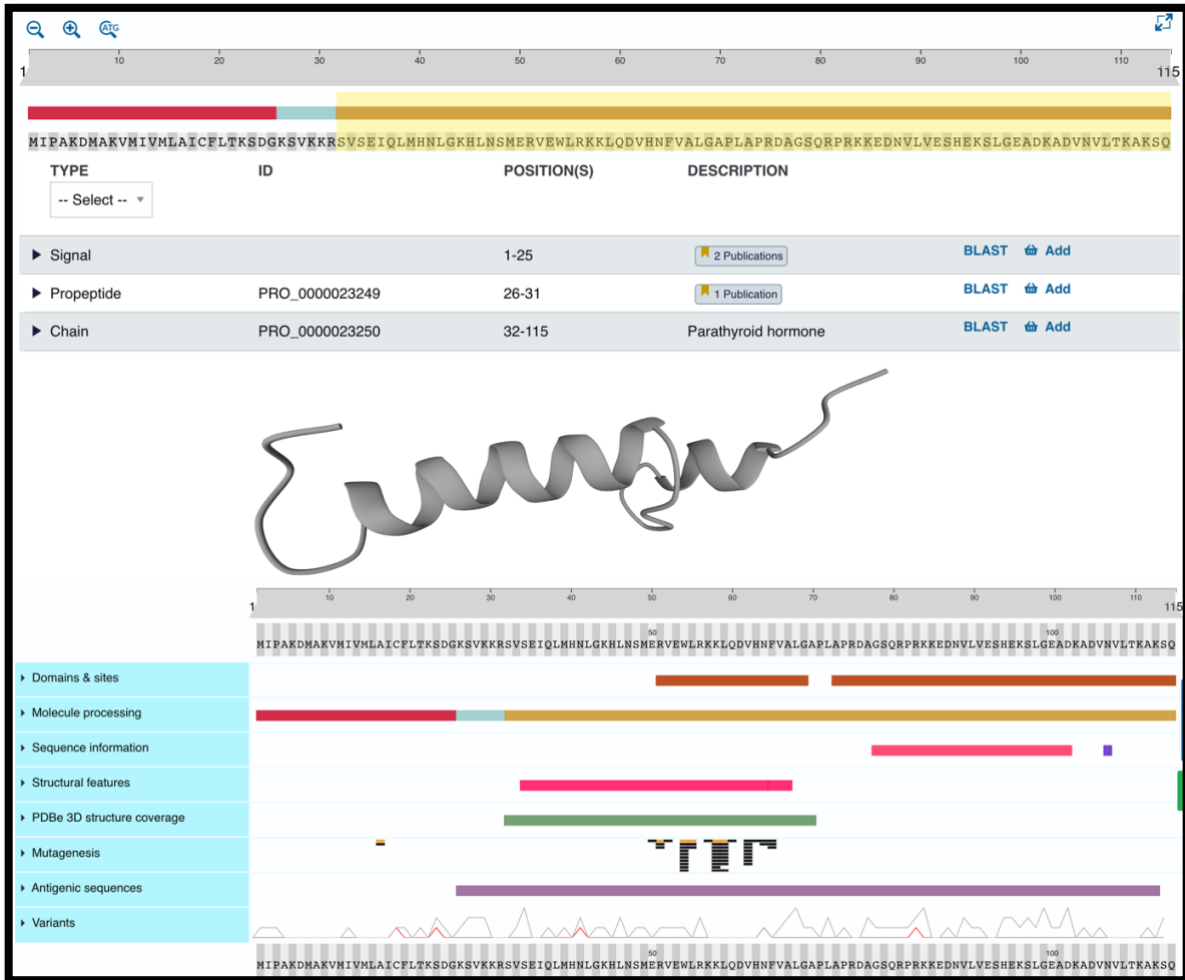 ATG
10 20 30 40 50 60 70 80 90 100 110
1 115
MIPAKDMAKVMIVMLAICFLTKSDGKSVKKRSVSEIQLMHNLGKHLNSMERVEWLRKKLQDVHNFVALGAPLAPRDAGSQRPRKKEDNVLVESHEKSLGEADKADVNVLTKAKSQ
TYPE ID POSITION(S) DESCRIPTION
-- Select --
Signal 1-25 2 Publications BLAST Add
Propeptide PRO_0000023249 26-31 1 Publication BLAST Add
Chain PRO_0000023250 32-115 Parathyroid hormone BLAST Add
10 20 30 40 50 60 70 80 90 100 110
1 115
50 100
MIPAKDMAKVMIVMLAICFLTKSDGKSVKKRSVSEIQLMHNLGKHLNSMERVEWLRKKLQDVHNFVALGAPLAPRDAGSQRPRKKEDNVLVESHEKSLGEADKADVNVLTKAKSQ
Domains & sites
Molecule processing
Sequence information
Structural features
PDBe 3D structure coverage
Mutagenesis
Antigenic sequences
Variants
50 100
MIPAKDMAKVMIVMLAICFLTKSDGKSVKKRSVSEIQLMHNLGKHLNSMERVEWLRKKLQDVHNFVALGAPLAPRDAGSQRPRKKEDNVLVESHEKSLGEADKADVNVLTKAKSQ